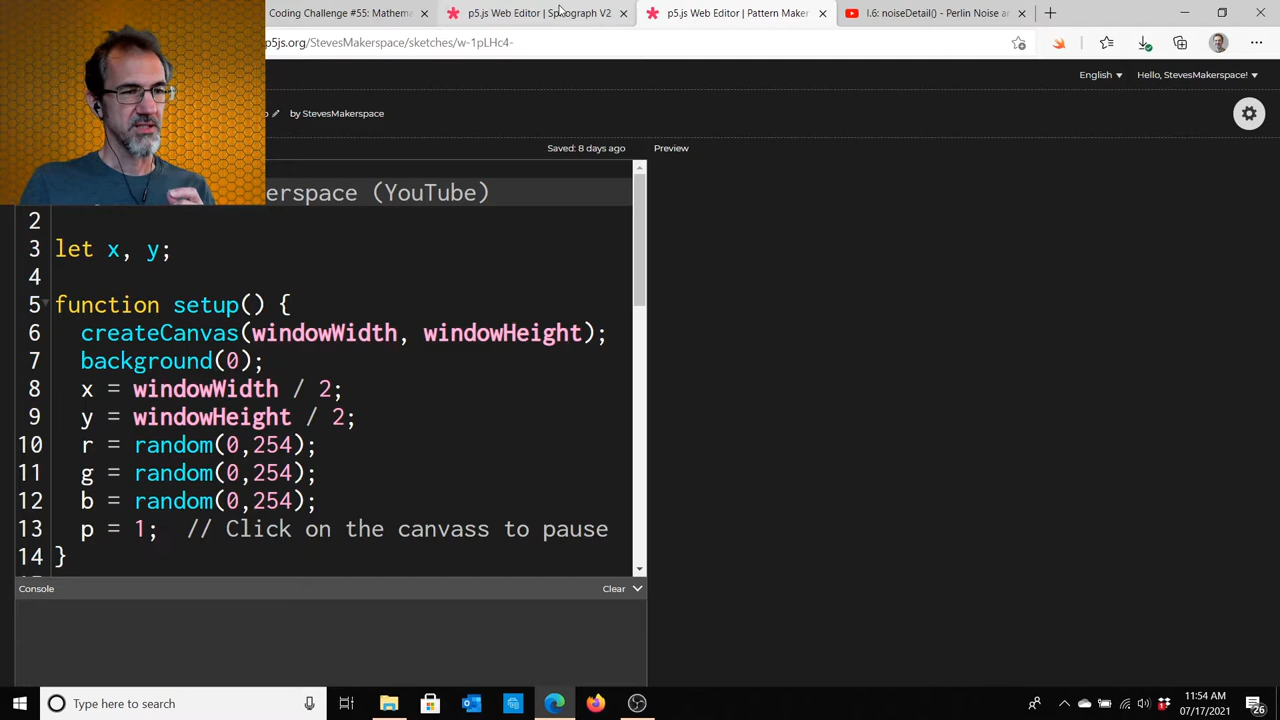 Coding Challenge #55: Mathema
p5.js Web Editor | Spirograph V2
p5.js Web Editor | Pattern Maker
I.6: noiseDetail() - Perlin Noise a
p5js.org/StevesMakerspace/sketches/w-1pLHc4-
English
Hello, StevesMakerspace!
by StevesMakerspace
Saved: 8 days ago
Preview
erspace (YouTube)
2
3 let x, y;
4
5 function setup() {
6 createCanvas(windowWidth, windowHeight);
7 background(0);
8 x = windowWidth / 2;
9 y = windowHeight / 2;
10 r = random(0,254);
11 g = random(0,254);
12 b = random(0,254);
13 p = 1; // Click on the canvass to pause
14 }
Console
Clear
Type here to search
11:54 AM
07/17/2021
26